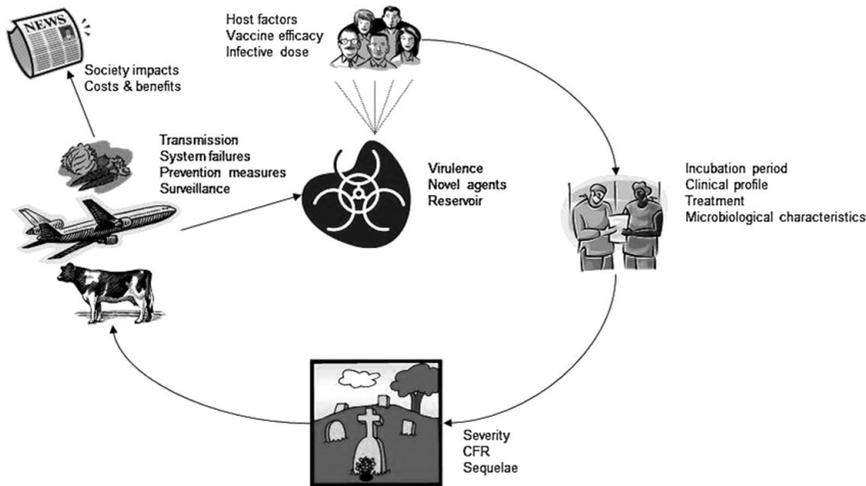 NEWS
Society impacts
Costs & benefits
Host factors
Vaccine efficacy
Infective dose
Transmission
System failures
Prevention measures
Surveillance
Virulence
Novel agents
Reservoir
Incubation period
Clinical profile
Treatment
Microbiological characteristics
Severity
CFR
Sequelae